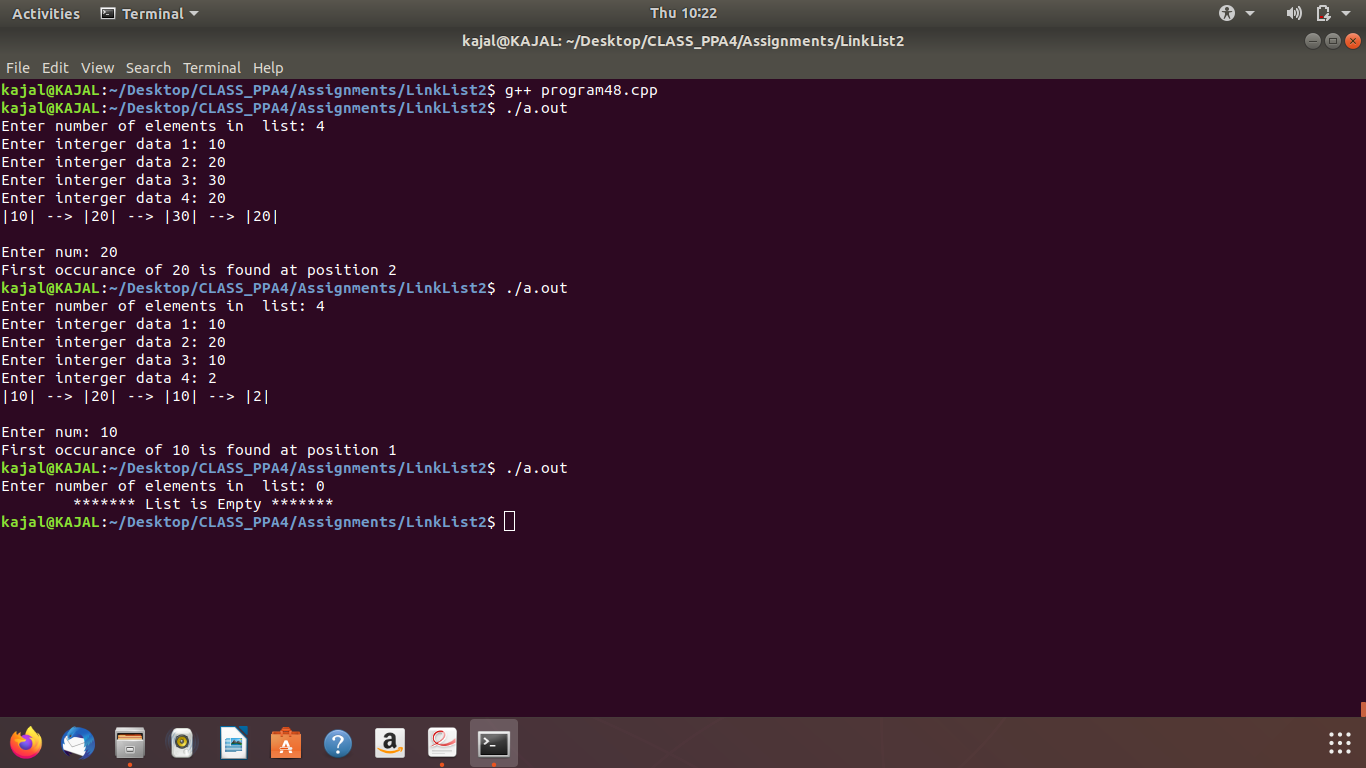 Activities Terminal Thu 10:22
kajal@KAJAL: ~/Desktop/CLASS_PPA4/Assignments/LinkList2
File Edit View Search Terminal Help
kajal@KAJAL:~/Desktop/CLASS_PPA4/Assignments/LinkList2$ g++ program48.cpp
kajal@KAJAL:~/Desktop/CLASS_PPA4/Assignments/LinkList2$ ./a.out
Enter number of elements in  list: 4
Enter interger data 1: 10
Enter interger data 2: 20
Enter interger data 3: 30
Enter interger data 4: 20
|10| --> |20| --> |30| --> |20|
Enter num: 20
First occurance of 20 is found at position 2
kajal@KAJAL:~/Desktop/CLASS_PPA4/Assignments/LinkList2$ ./a.out
Enter number of elements in  list: 4
Enter interger data 1: 10
Enter interger data 2: 20
Enter interger data 3: 10
Enter interger data 4: 2
|10| --> |20| --> |10| --> |2|
Enter num: 10
First occurance of 10 is found at position 1
kajal@KAJAL:~/Desktop/CLASS_PPA4/Assignments/LinkList2$ ./a.out
Enter number of elements in  list: 0
******* List is Empty *******
kajal@KAJAL:~/Desktop/CLASS_PPA4/Assignments/LinkList2$